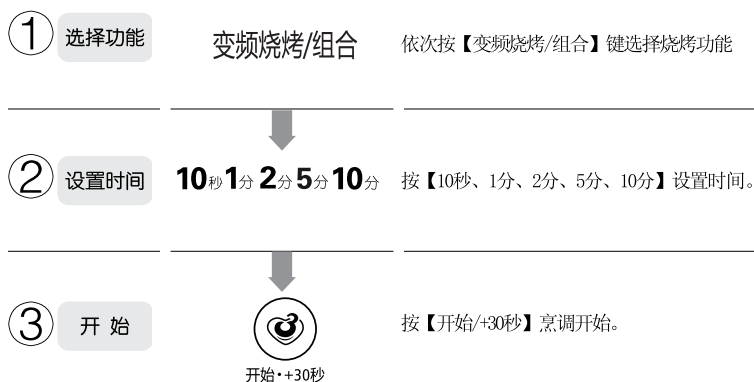 ① 选择功能 变频烧烤/组合 依次按【变频烧烤/组合】键选择烧烤功能
② 设置时间 10秒 1分 2分 5分 10分 按【10秒、1分、2分、5分、10分】设置时间。
③ 开 始 按【开始/+30秒】烹调开始。
开始·+30秒